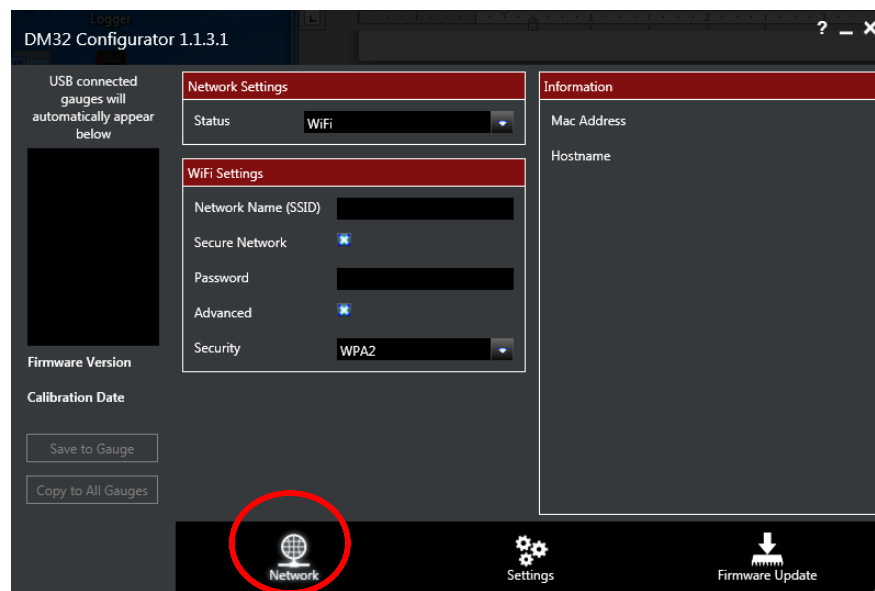 Logger
DM32 Configurator 1.1.3.1
? _ X
USB connected
gauges will
automatically appear
below
Network Settings
Status
WiFi
WiFi Settings
Network Name (SSID)
Secure Network
Password
Advanced
Security
WPA2
Information
Mac Address
Hostname
Firmware Version
Calibration Date
Save to Gauge
Copy to All Gauges
Network
Settings
Firmware Update